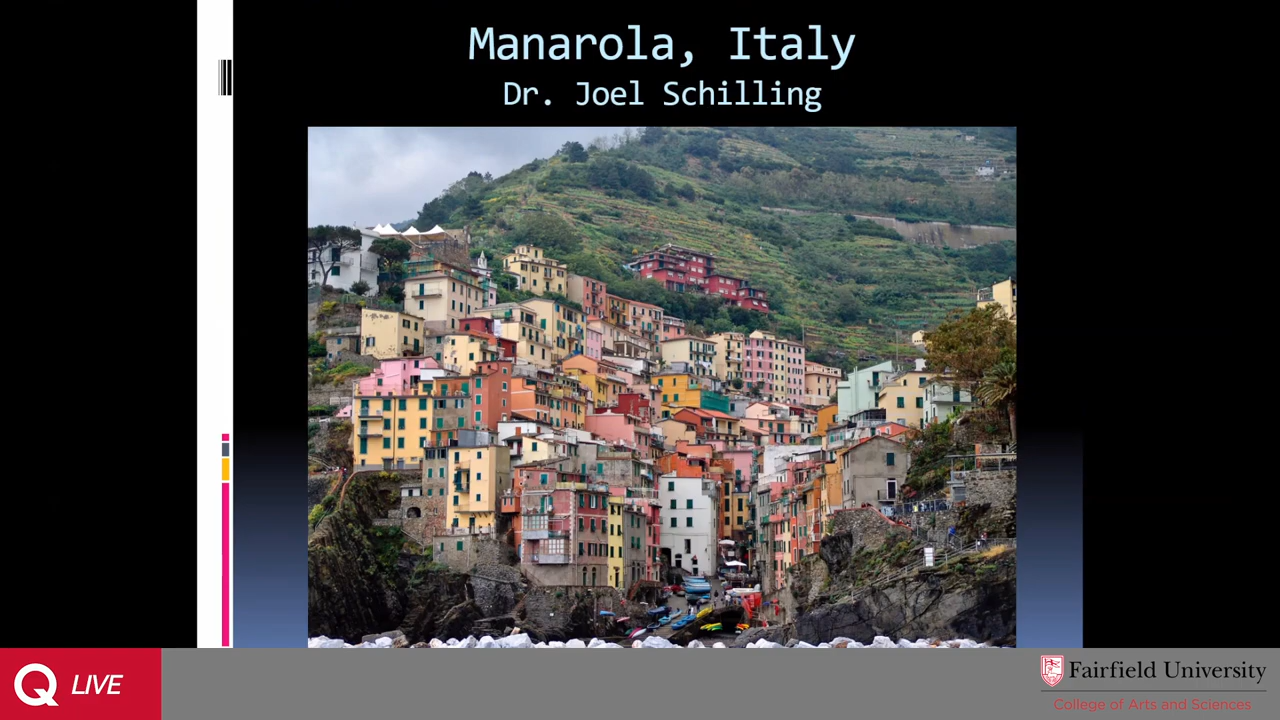 Manarola, Italy
Dr. Joel Schilling
Q LIVE
Fairfield University
College of Arts and Sciences